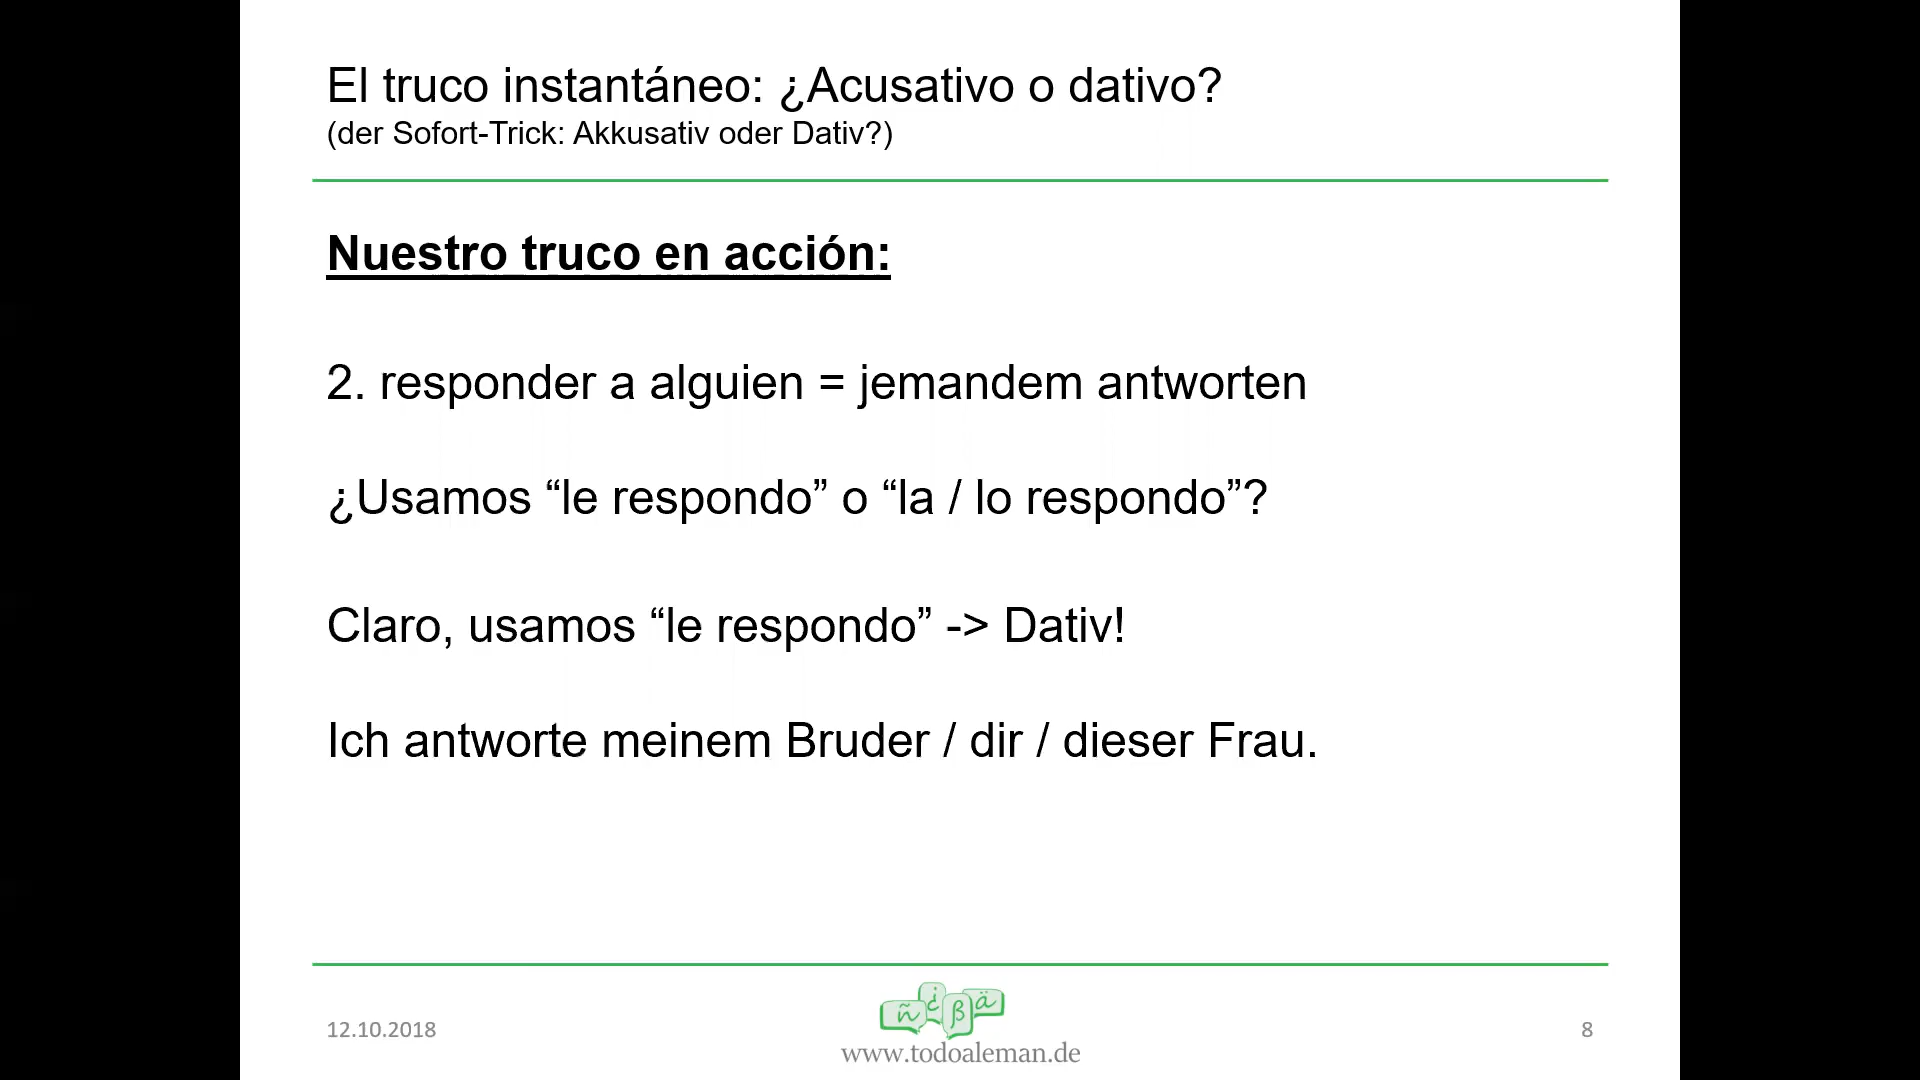 El truco instantáneo: ¿Acusativo o dativo?
(der Sofort-Trick: Akkusativ oder Dativ?)
Nuestro truco en acción:
2. responder a alguien = jemandem antworten
¿Usamos “le respondo” o “la / lo respondo”?
Claro, usamos “le respondo” -> Dativ!
Ich antworte meinem Bruder / dir / dieser Frau.
ñ ¿ ß ä
12.10.2018
www.todoaleman.de
8